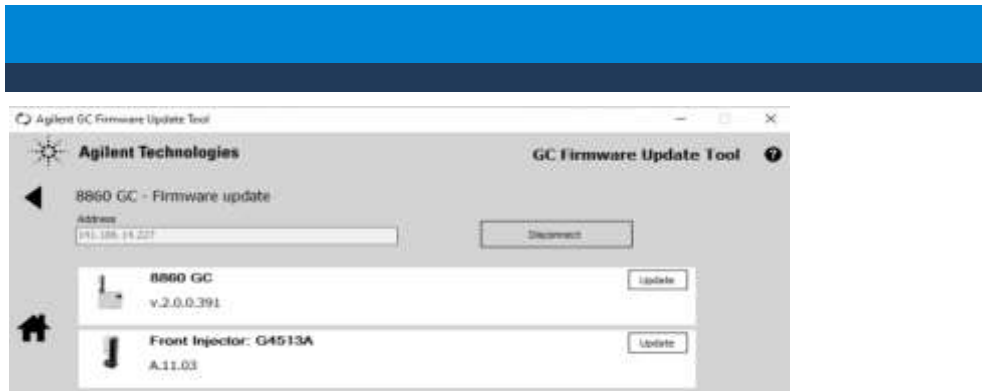 Agilent GC Firmware Update Tool
Agilent Technologies
GC Firmware Update Tool
8860 GC - Firmware update
Address
Disconnect
8860 GC
Update
v.2.0.0.391
Front Injector: G4513A
Update
A.11.03